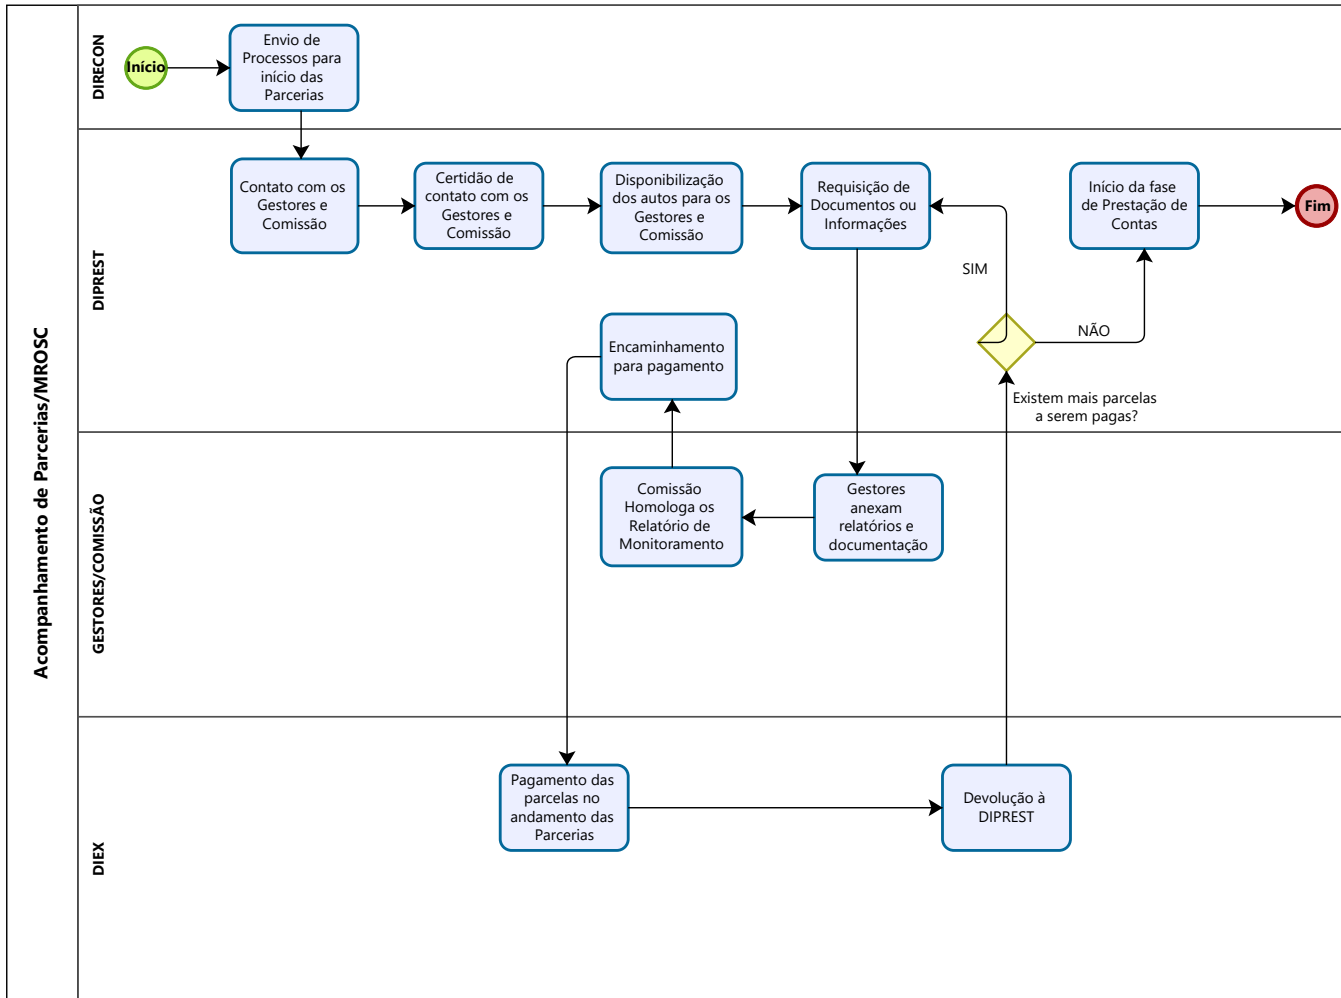 Acompanhamento de Parcerias/MROSC
DIRECON
Início
Envio de
Processos para
início das
Parcerias
DIPREST
Contato com os
Gestores e
Comissão
Certidão de
contato com os
Gestores e
Comissão
Disponibilização
dos autos para os
Gestores e
Comissão
Requisição de
Documentos ou
Informações
Início da fase
de Prestação de
Contas
Fim
SIM
NÃO
Existem mais parcelas
a serem pagas?
Encaminhamento
para pagamento
GESTORES/COMISSÃO
Comissão
Homologa os
Relatório de
Monitoramento
Gestores
anexam
relatórios e
documentação
DIEX
Pagamento das
parcelas no
andamento das
Parcerias
Devolução à
DIPREST